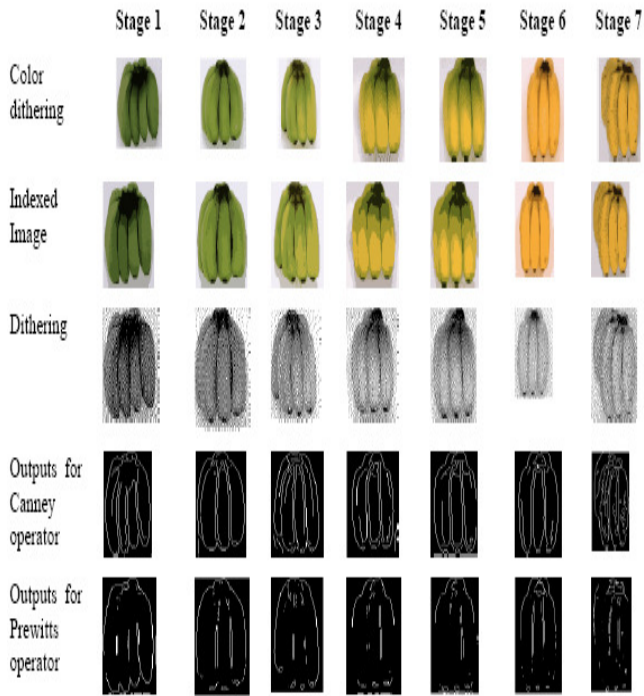 Stage 1 Stage 2 Stage 3 Stage 4 Stage 5 Stage 6 Stage 7
Color
dithering
Indexed
Image
Dithering
Outputs for
Canney
operator
Outputs for
Prewitts
operator